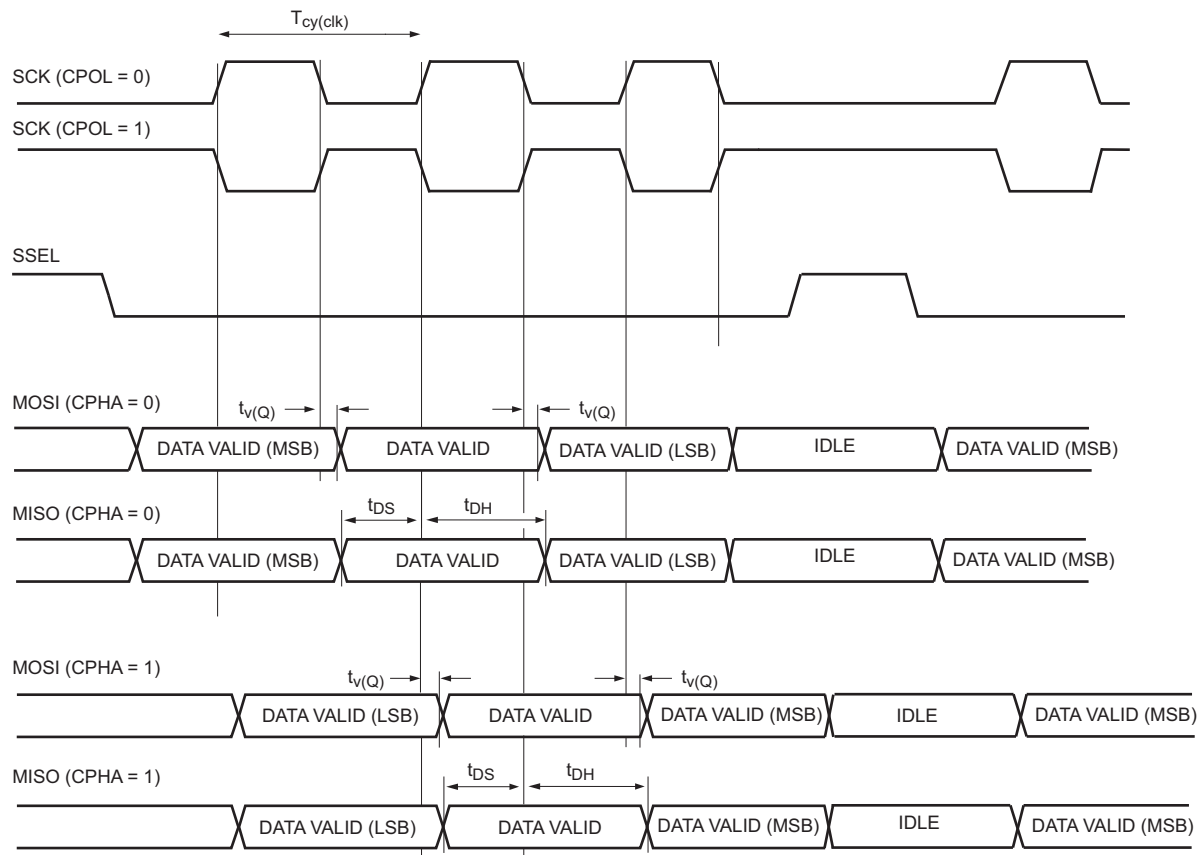 Tcy(clk)
SCK (CPOL = 0)
SCK (CPOL = 1)
SSEL
MOSI (CPHA = 0)
tv(Q) tv(Q)
DATA VALID (MSB) DATA VALID DATA VALID (LSB) IDLE DATA VALID (MSB)
tDS tDH
MISO (CPHA = 0)
DATA VALID (MSB) DATA VALID DATA VALID (LSB) IDLE DATA VALID (MSB)
MOSI (CPHA = 1)
tv(Q) tv(Q)
DATA VALID (LSB) DATA VALID DATA VALID (MSB) IDLE DATA VALID (MSB)
tDS tDH
MISO (CPHA = 1)
DATA VALID (LSB) DATA VALID DATA VALID (MSB) IDLE DATA VALID (MSB)